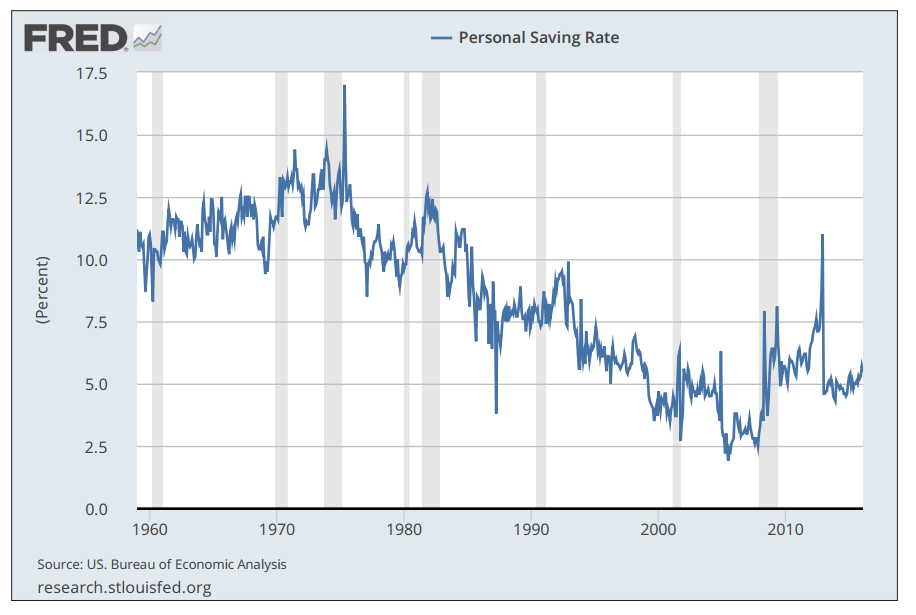 FRED
Personal Saving Rate
17.5
15.0
12.5
10.0
7.5
5.0
2.5
0.0
(Percent)
1960 1970 1980 1990 2000 2010
Source: US. Bureau of Economic Analysis
research.stlouisfed.org